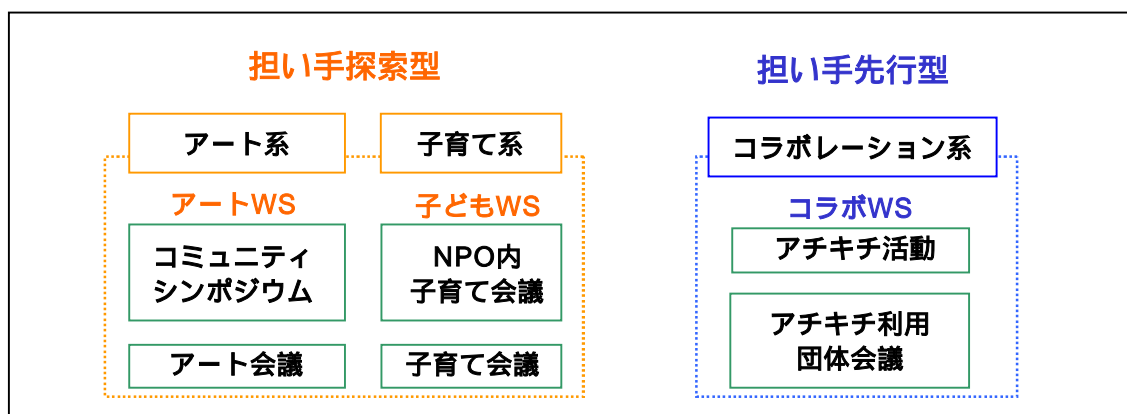 担い手探索型
アート系
子育て系
アートWS
子どもWS
コミュニティ
シンポジウム
NPO内
子育て会議
アート会議
子育て会議
担い手先行型
コラボレーション系
コラボWS
アチキチ活動
アチキチ利用
団体会議